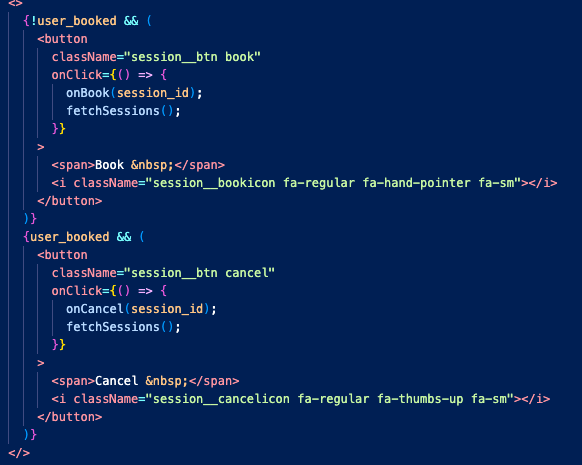 <>
{!user_booked && (
<button
className="session__btn book"
onClick={() => {
onBook(session_id);
fetchSessions();
}}
>
<span>Book &nbsp;</span>
<i className="session__bookicon fa-regular fa-hand-pointer fa-sm"></i>
</button>
)}
{user_booked && (
<button
className="session__btn cancel"
onClick={() => {
onCancel(session_id);
fetchSessions();
}}
>
<span>Cancel &nbsp;</span>
<i className="session__cancelicon fa-regular fa-thumbs-up fa-sm"></i>
</button>
)}
</>